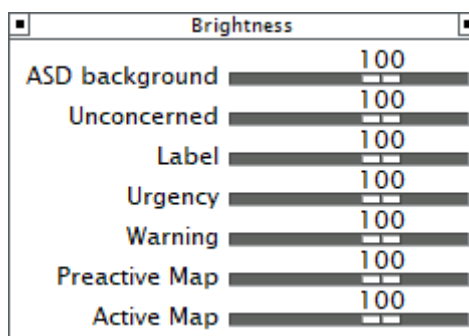 Brightness
100
ASD background
100
Unconcerned
100
Label
100
Urgency
100
Warning
100
Preactive Map
100
Active Map